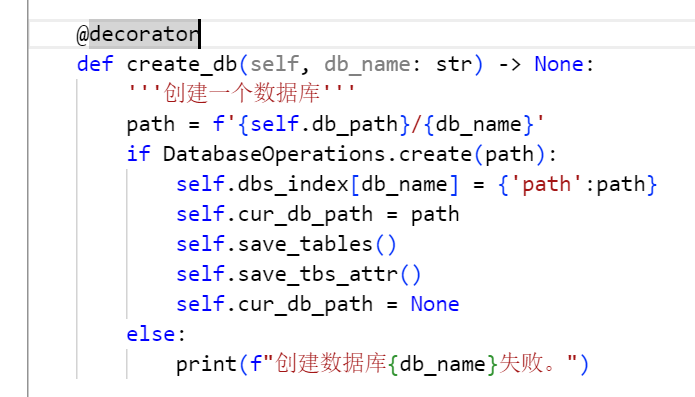 @decorator
def create_db(self, db_name: str) -> None:
    '''创建一个数据库'''
    path = f'{self.db_path}/{db_name}'
    if DatabaseOperations.create(path):
        self.dbs_index[db_name] = {'path':path}
        self.cur_db_path = path
        self.save_tables()
        self.save_tbs_attr()
        self.cur_db_path = None
    else:
        print(f"创建数据库{db_name}失败。")